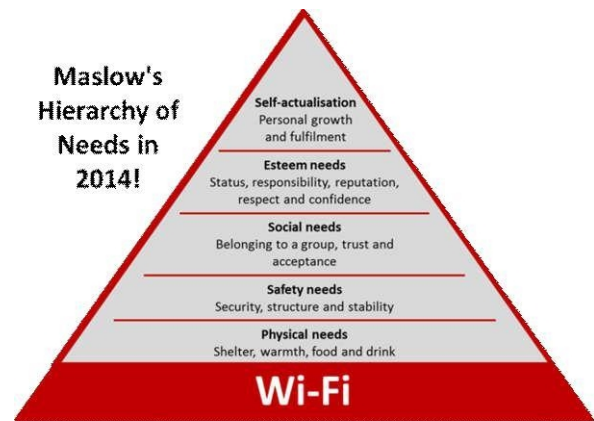 Maslow's
Hierarchy of
Needs in
2014!
Self-actualisation
Personal growth
and fulfilment
Esteem needs
Status, responsibility, reputation,
respect and confidence
Social needs
Belonging to a group, trust and
acceptance
Safety needs
Security, structure and stability
Physical needs
Shelter, warmth, food and drink
Wi-Fi